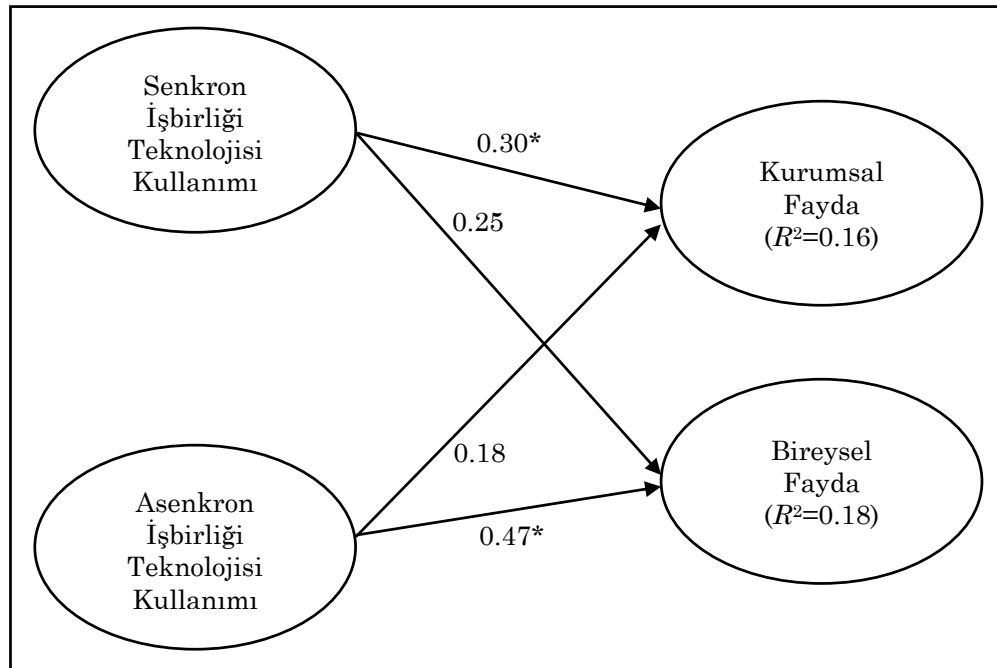 Senkron
İşbirliği
Teknolojisi
Kullanımı
0.30*
0.25
Kurumsal
Fayda
(R²=0.16)
Asenkron
İşbirliği
Teknolojisi
Kullanımı
0.18
0.47*
Bireysel
Fayda
(R²=0.18)